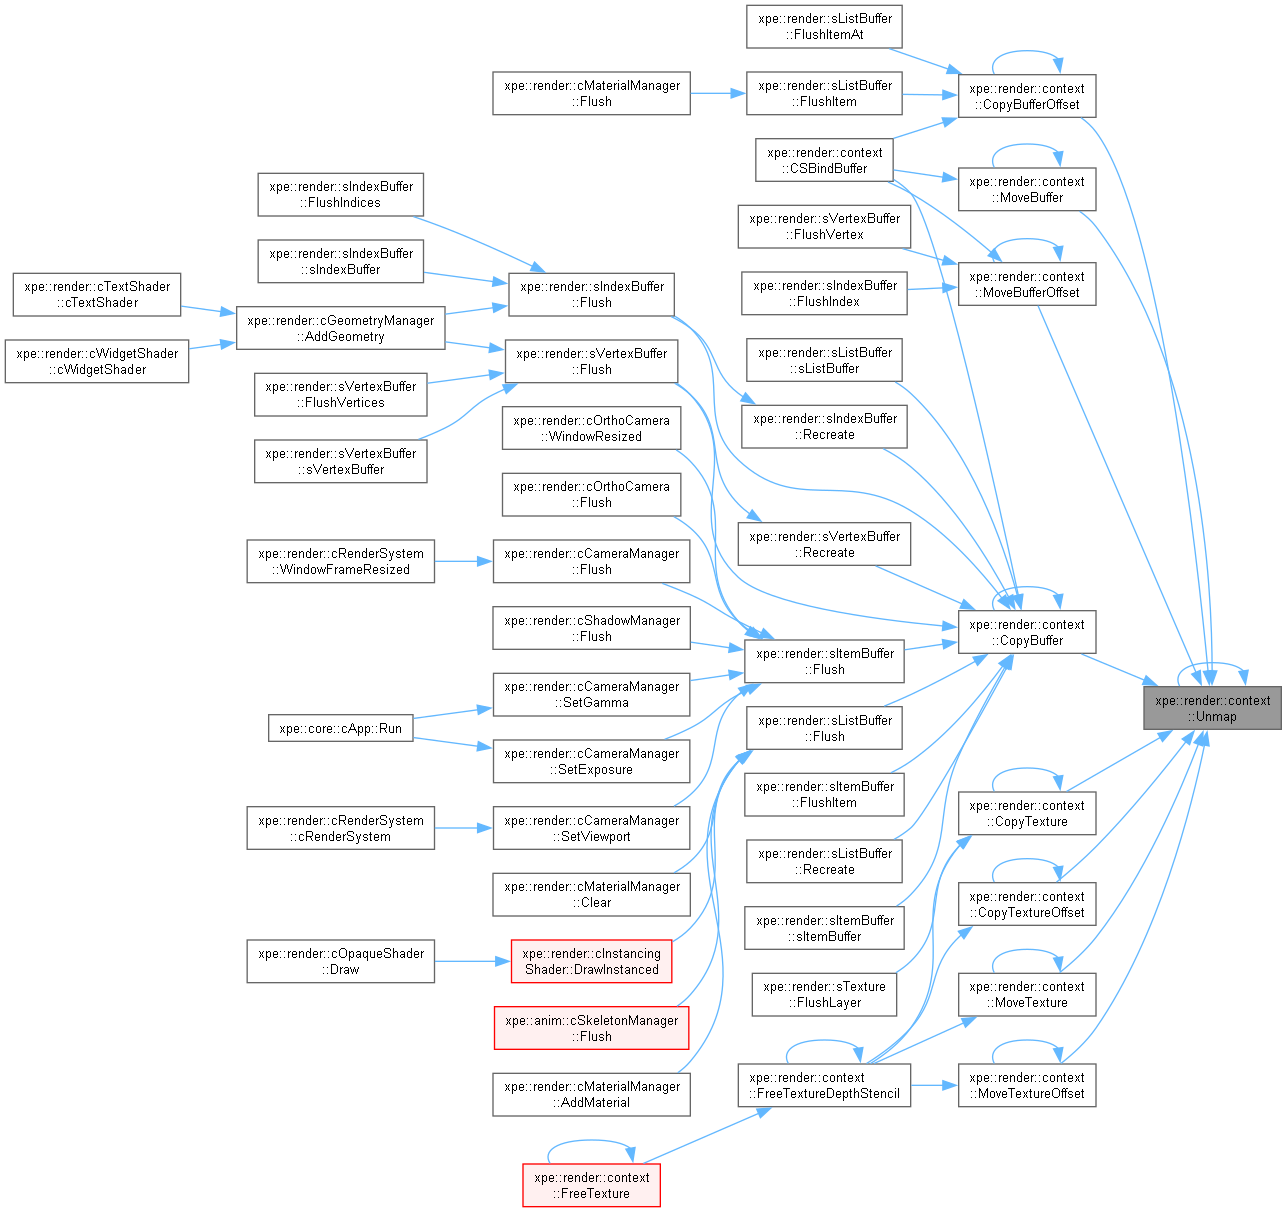 xpe::render::sListBuffer
::FlushItemAt
xpe::render::cMaterialManager
::Flush
xpe::render::sListBuffer
::FlushItem
xpe::render::context
::CopyBufferOffset
xpe::render::context
::CSBindBuffer
xpe::render::context
::MoveBuffer
xpe::render::sIndexBuffer
::FlushIndices
xpe::render::sVertexBuffer
::FlushVertex
xpe::render::sIndexBuffer
::sIndexBuffer
xpe::render::context
::MoveBufferOffset
xpe::render::cTextShader
::cTextShader
xpe::render::sIndexBuffer
::Flush
xpe::render::sIndexBuffer
::FlushIndex
xpe::render::cGeometryManager
::AddGeometry
xpe::render::cWidgetShader
::cWidgetShader
xpe::render::sVertexBuffer
::Flush
xpe::render::sListBuffer
::sListBuffer
xpe::render::sVertexBuffer
::FlushVertices
xpe::render::cOrthoCamera
::WindowResized
xpe::render::sIndexBuffer
::Recreate
xpe::render::sVertexBuffer
::sVertexBuffer
xpe::render::cOrthoCamera
::Flush
xpe::render::cRenderSystem
::WindowFrameResized
xpe::render::cCameraManager
::Flush
xpe::render::sVertexBuffer
::Recreate
xpe::render::cShadowManager
::Flush
xpe::render::sItemBuffer
::Flush
xpe::render::context
::CopyBuffer
xpe::render::cCameraManager
::SetGamma
xpe::core::cApp::Run
xpe::render::sListBuffer
::Flush
xpe::render::context
::Unmap
xpe::render::cCameraManager
::SetExposure
xpe::render::sItemBuffer
::FlushItem
xpe::render::cRenderSystem
::cRenderSystem
xpe::render::cCameraManager
::SetViewport
xpe::render::context
::CopyTexture
xpe::render::sListBuffer
::Recreate
xpe::render::cMaterialManager
::Clear
xpe::render::context
::CopyTextureOffset
xpe::render::sItemBuffer
::sItemBuffer
xpe::render::cOpaqueShader
::Draw
xpe::render::cInstancing
Shader::DrawInstanced
xpe::render::sTexture
::FlushLayer
xpe::render::context
::MoveTexture
xpe::anim::cSkeletonManager
::Flush
xpe::render::cMaterialManager
::AddMaterial
xpe::render::context
::FreeTextureDepthStencil
xpe::render::context
::MoveTextureOffset
xpe::render::context
::FreeTexture